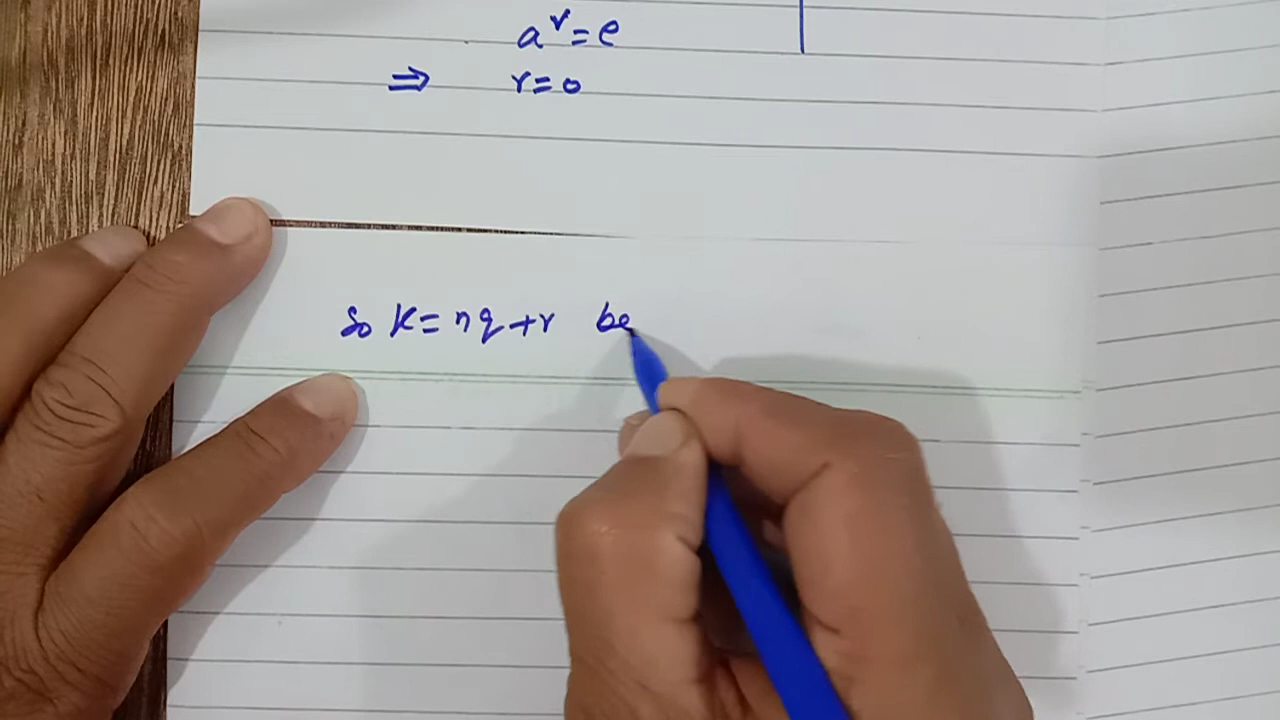 a^r = e
⇒ r = 0
So K = nq + r be